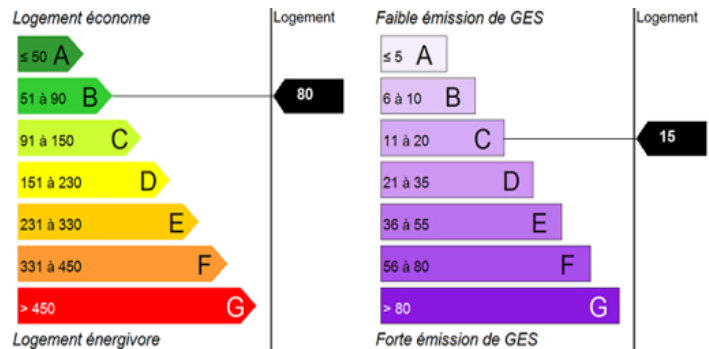 Logement économe
Logement
≤ 50 A
51 à 90 B
80
91 à 150 C
151 à 230 D
231 à 330 E
331 à 450 F
> 450 G
Logement énergivore
Faible émission de GES
Logement
≤ 5 A
6 à 10 B
11 à 20 C
15
21 à 35 D
36 à 55 E
56 à 80 F
> 80 G
Forte émission de GES